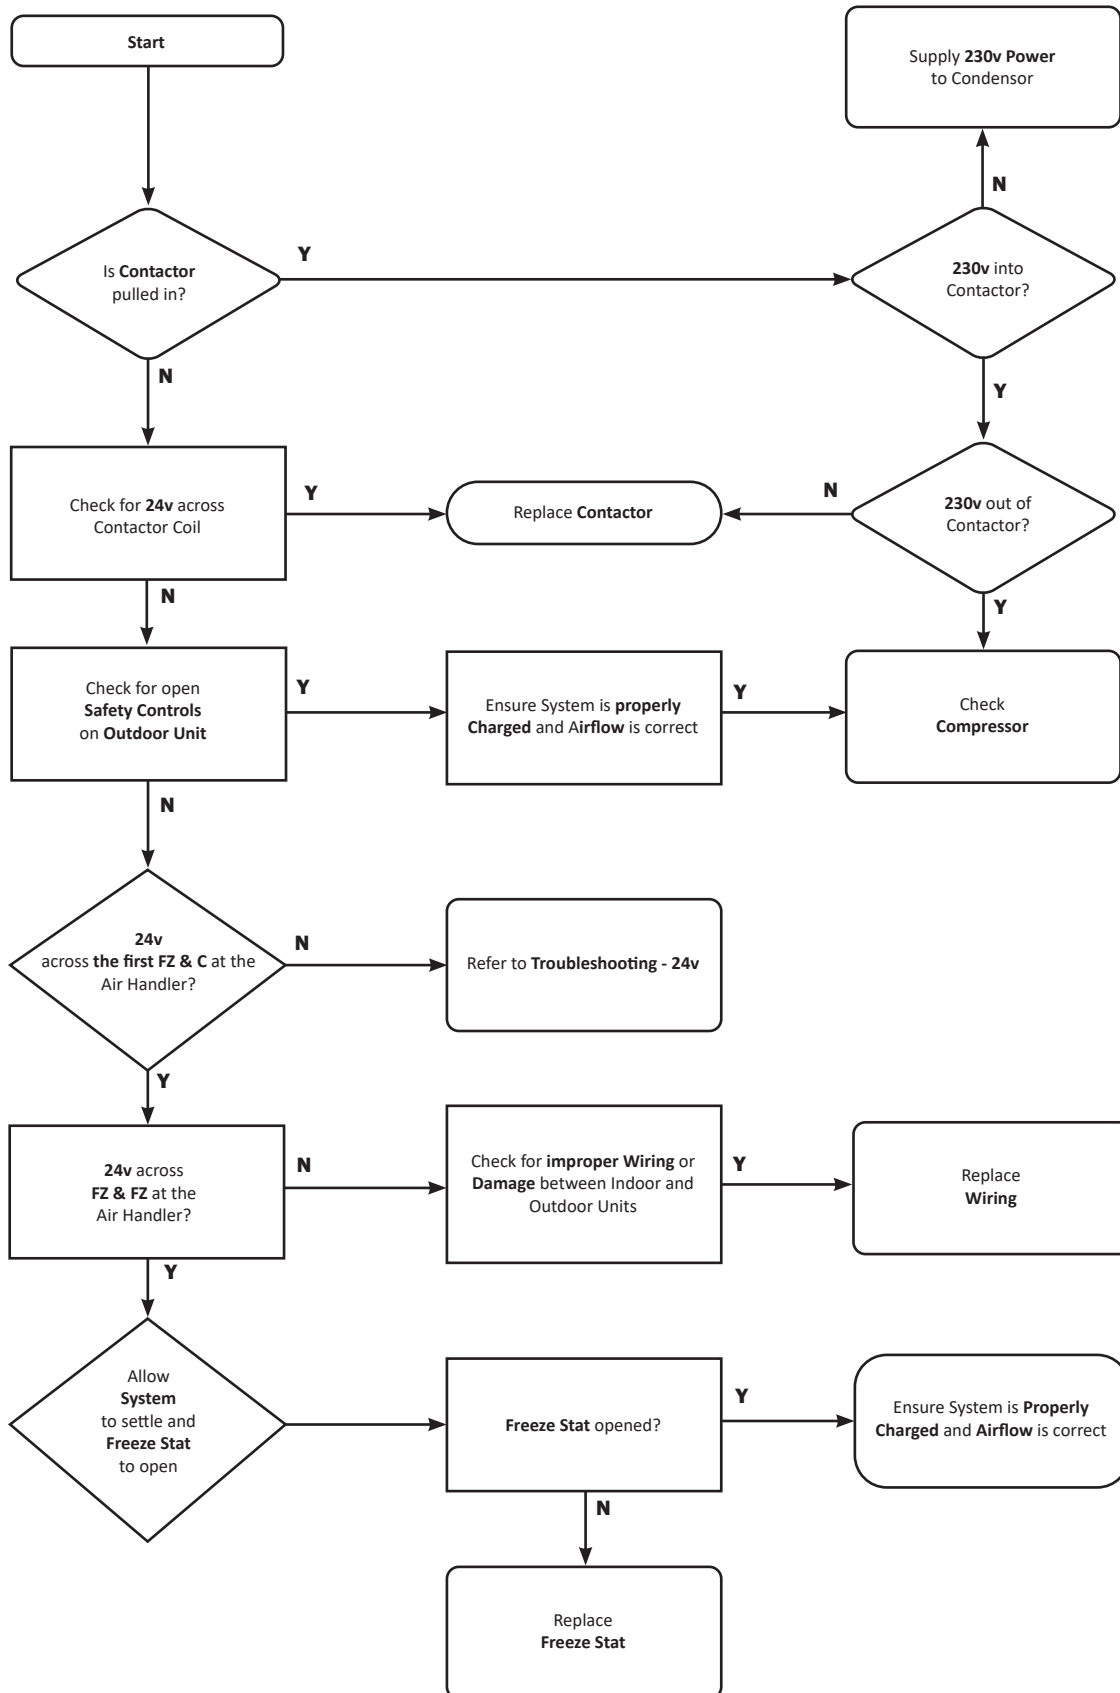 Start
Supply 230v Power
to Condensor
N
Is Contactor
pulled in?
Y
230v into
Contactor?
N
Y
Check for 24v across
Contactor Coil
Y
Replace Contactor
N
230v out of
Contactor?
N
Y
Check for open
Safety Controls
on Outdoor Unit
Y
Ensure System is properly
Charged and Airflow is correct
Y
Check
Compressor
N
24v
across the first FZ & C at the
Air Handler?
N
Refer to Troubleshooting - 24v
Y
24v across
FZ & FZ at the
Air Handler?
N
Check for improper Wiring or
Damage between Indoor and
Outdoor Units
Y
Replace
Wiring
Y
Allow
System
to settle and
Freeze Stat
to open
Freeze Stat opened?
Y
Ensure System is Properly
Charged and Airflow is correct
N
Replace
Freeze Stat